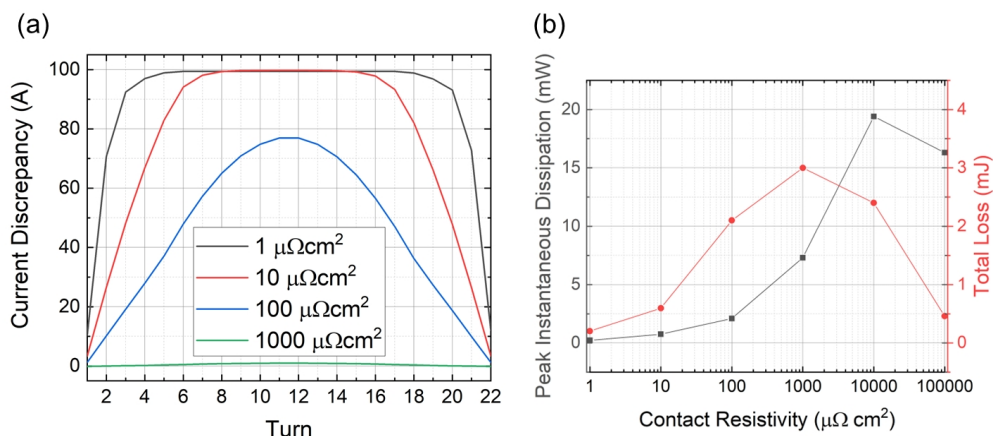 (a)
Current Discrepancy (A)
100
80
60
40
20
0
1 μΩcm²
10 μΩcm²
100 μΩcm²
1000 μΩcm²
2 4 6 8 10 12 14 16 18 20 22
Turn
(b)
Peak Instantaneous Dissipation (mW)
20
15
10
5
0
4
3
2
1
0
Total Loss (mJ)
1 10 100 1000 10000 100000
Contact Resistivity (μΩ cm²)